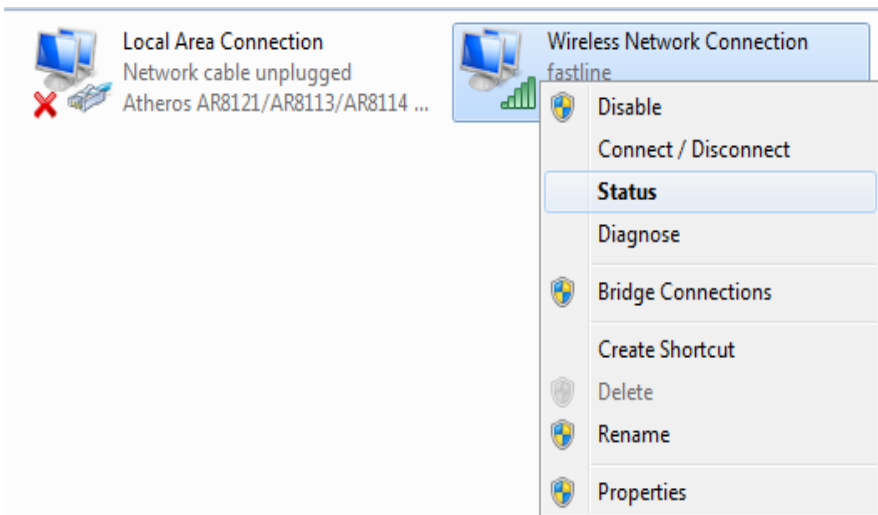 Local Area Connection
Network cable unplugged
Atheros AR8121/AR8113/AR8114 ...
Wireless Network Connection
fastline
Disable
Connect / Disconnect
Status
Diagnose
Bridge Connections
Create Shortcut
Delete
Rename
Properties